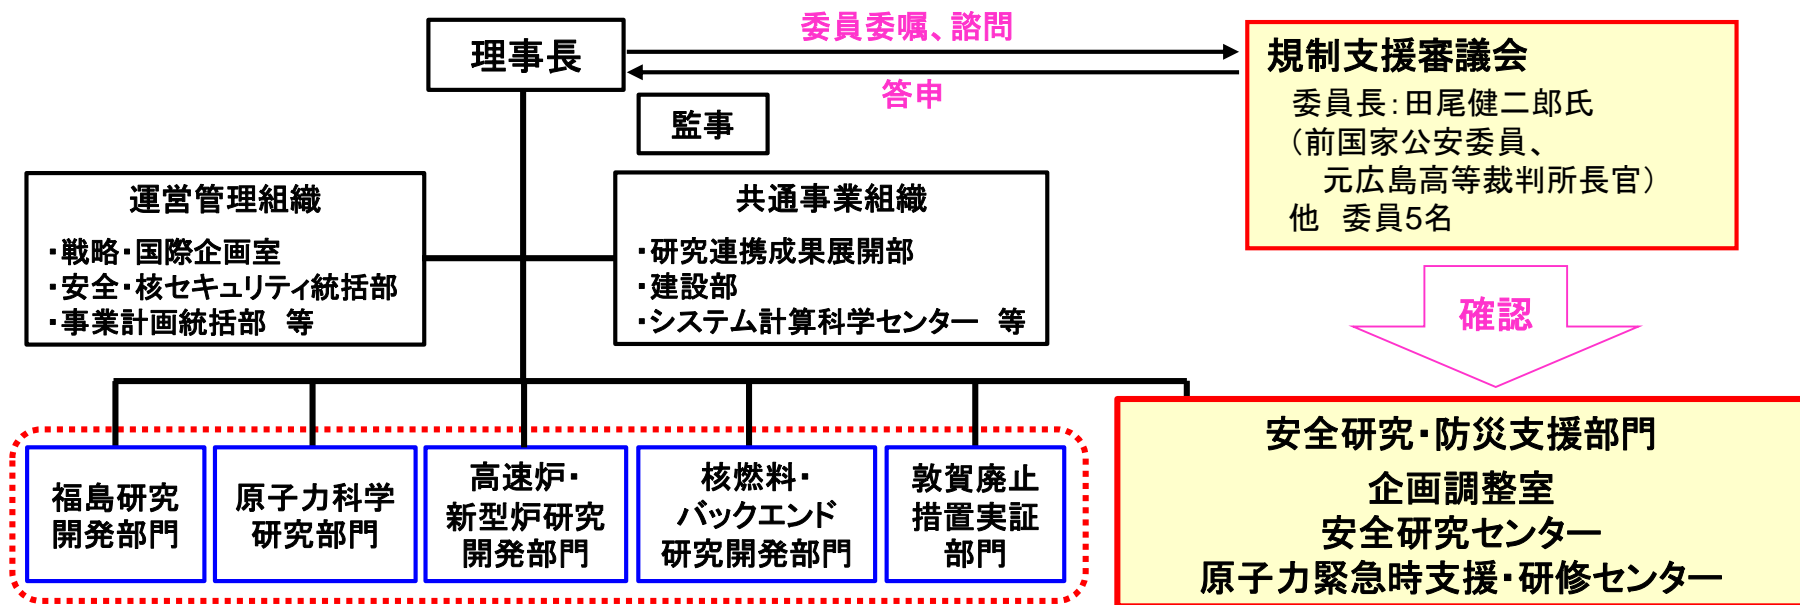 理事長
委員委嘱、諮問
答申
監事
規制支援審議会
委員長：田尾健二郎氏
（前国家公安委員、
元広島高等裁判所長官）
他　委員5名
確認
運営管理組織
・戦略・国際企画室
・安全・核セキュリティ統括部
・事業計画統括部　等
共通事業組織
・研究連携成果展開部
・建設部
・システム計算科学センター　等
福島研究
開発部門
原子力科学
研究部門
高速炉・
新型炉研究
開発部門
核燃料・
バックエンド
研究開発部門
敦賀廃止
措置実証
部門
安全研究・防災支援部門
企画調整室
安全研究センター
原子力緊急時支援・研修センター